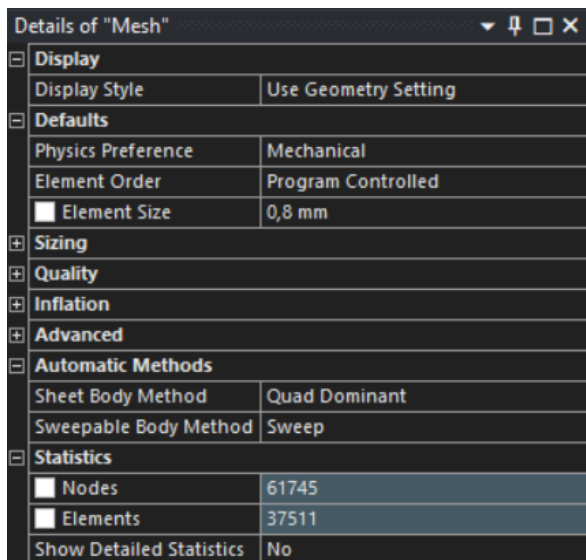 Details of "Mesh"
Display
Display Style Use Geometry Setting
Defaults
Physics Preference Mechanical
Element Order Program Controlled
Element Size 0,8 mm
Sizing
Quality
Inflation
Advanced
Automatic Methods
Sheet Body Method Quad Dominant
Sweepable Body Method Sweep
Statistics
Nodes 61745
Elements 37511
Show Detailed Statistics No